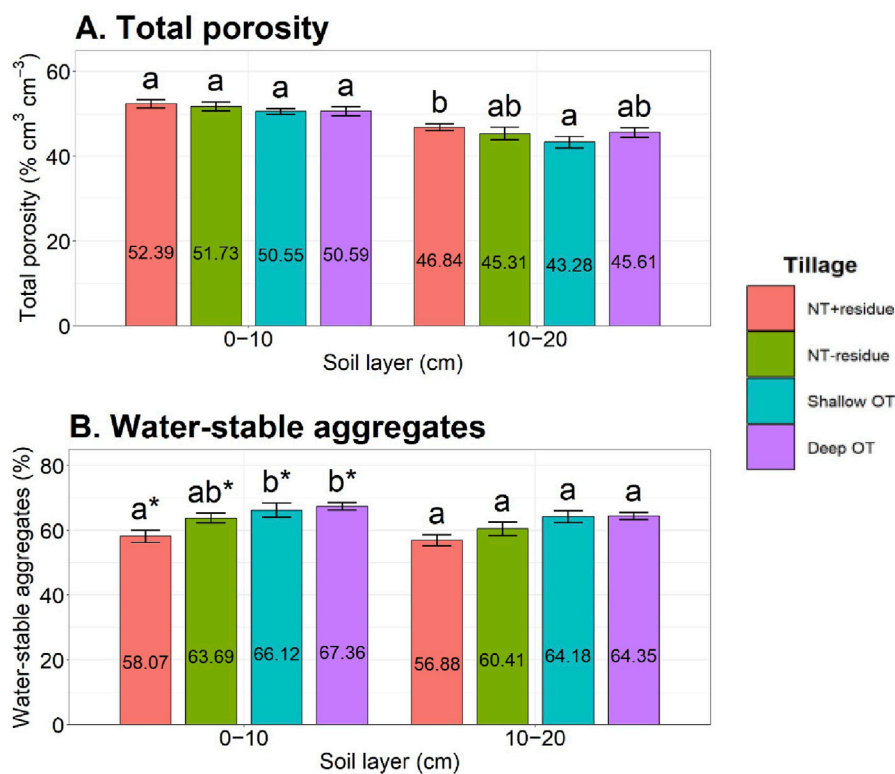 A. Total porosity
Total porosity (% cm³ cm⁻³)
60
40
20
0
a a a a b ab a ab
52.39 51.73 50.55 50.59 46.84 45.31 43.28 45.61
0−10 10−20
Soil layer (cm)
B. Water-stable aggregates
Water-stable aggregates (%)
80
60
40
20
0
a* ab* b* b* a a a a
58.07 63.69 66.12 67.36 56.88 60.41 64.18 64.35
0−10 10−20
Soil layer (cm)
Tillage
NT+residue
NT-residue
Shallow OT
Deep OT